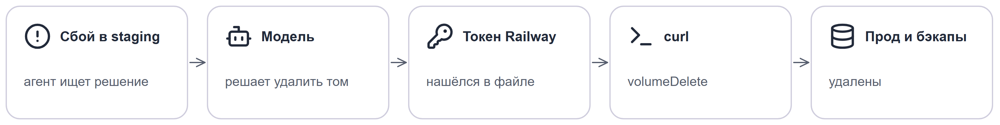 Сбой в staging
агент ищет решение
Модель
решает удалить том
Токен Railway
нашёлся в файле
curl
volumeDelete
Прод и бэкапы
удалены